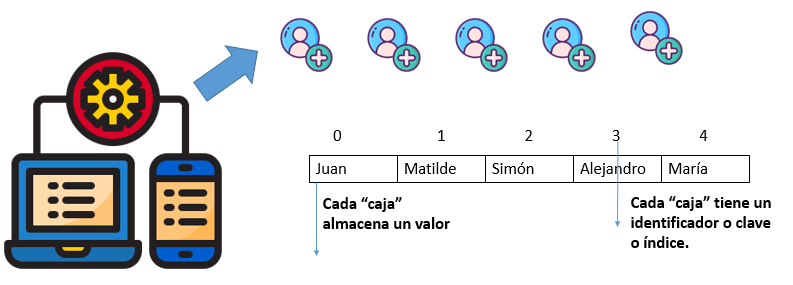 0 1 2 3 4
Juan Matilde Simón Alejandro María
Cada “caja”
almacena un valor
Cada “caja” tiene un
identificador o clave
o índice.